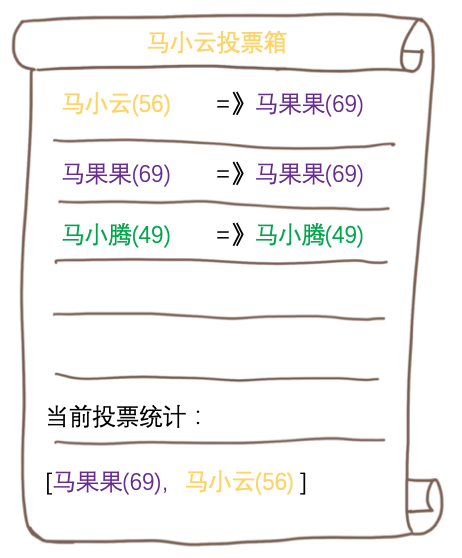 马小云投票箱
马小云(56) =》马果果(69)
马果果(69) =》马果果(69)
马小腾(49) =》马小腾(49)
当前投票统计：
[马果果(69), 马小云(56) ]